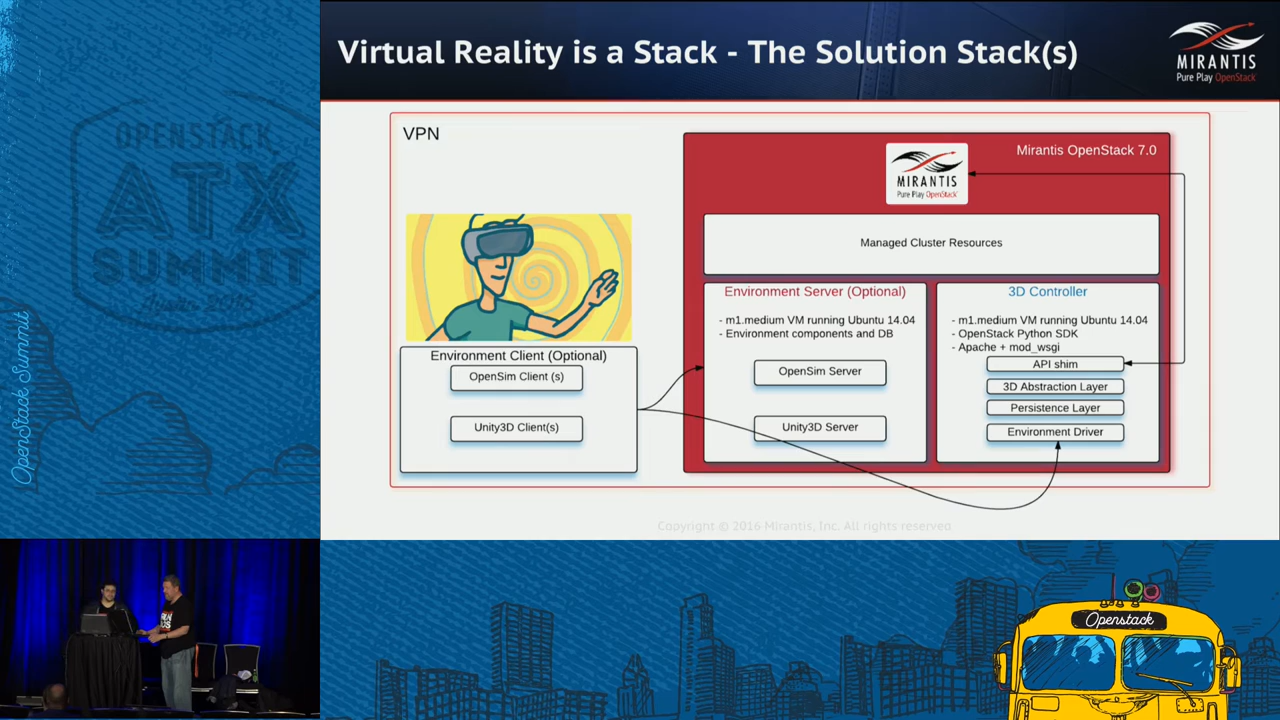 Virtual Reality is a Stack - The Solution Stack(s)
MIRANTIS
Pure Play OpenStack
VPN
MIRANTIS
Pure Play OpenStack
Mirantis OpenStack 7.0
Managed Cluster Resources
Environment Client (Optional)
OpenSim Client (s)
Unity3D Client(s)
Environment Server (Optional)
- m1.medium VM running Ubuntu 14.04
- Environment components and DB
OpenSim Server
Unity3D Server
3D Controller
- m1.medium VM running Ubuntu 14.04
- OpenStack Python SDK
- Apache + mod_wsgi
API shim
3D Abstraction Layer
Persistence Layer
Environment Driver
Copyright © 2016 Mirantis, Inc. All rights reserved
OPENSTACK
ATX
SUMMIT
OpenStack Summit
Openstack